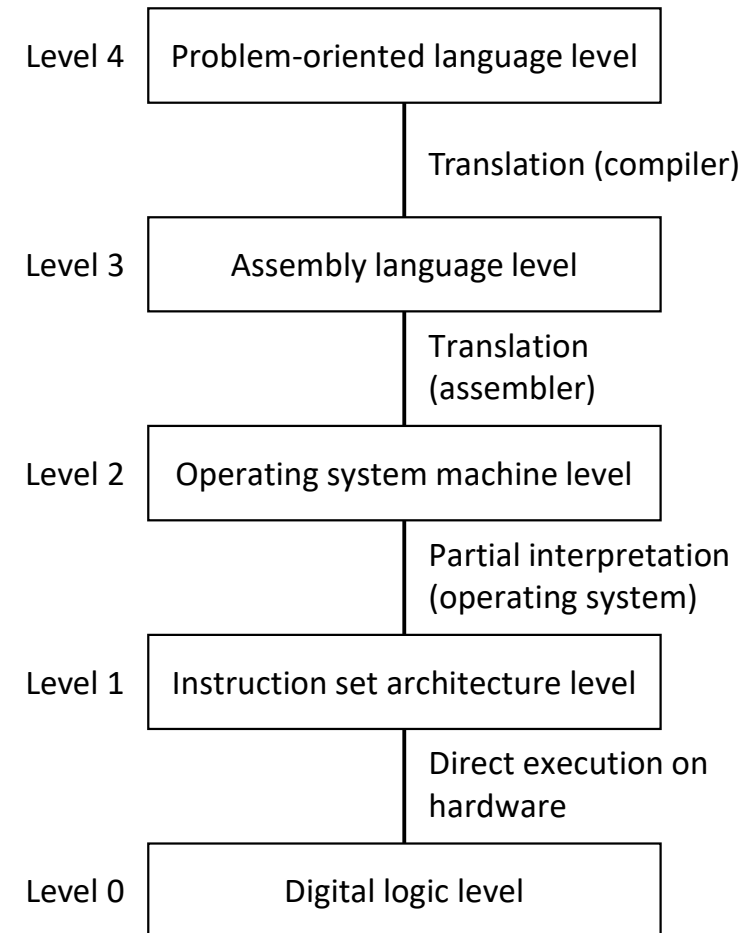 Level 4 Problem-oriented language level
Translation (compiler)
Level 3 Assembly language level
Translation
(assembler)
Level 2 Operating system machine level
Partial interpretation
(operating system)
Level 1 Instruction set architecture level
Direct execution on
hardware
Level 0 Digital logic level